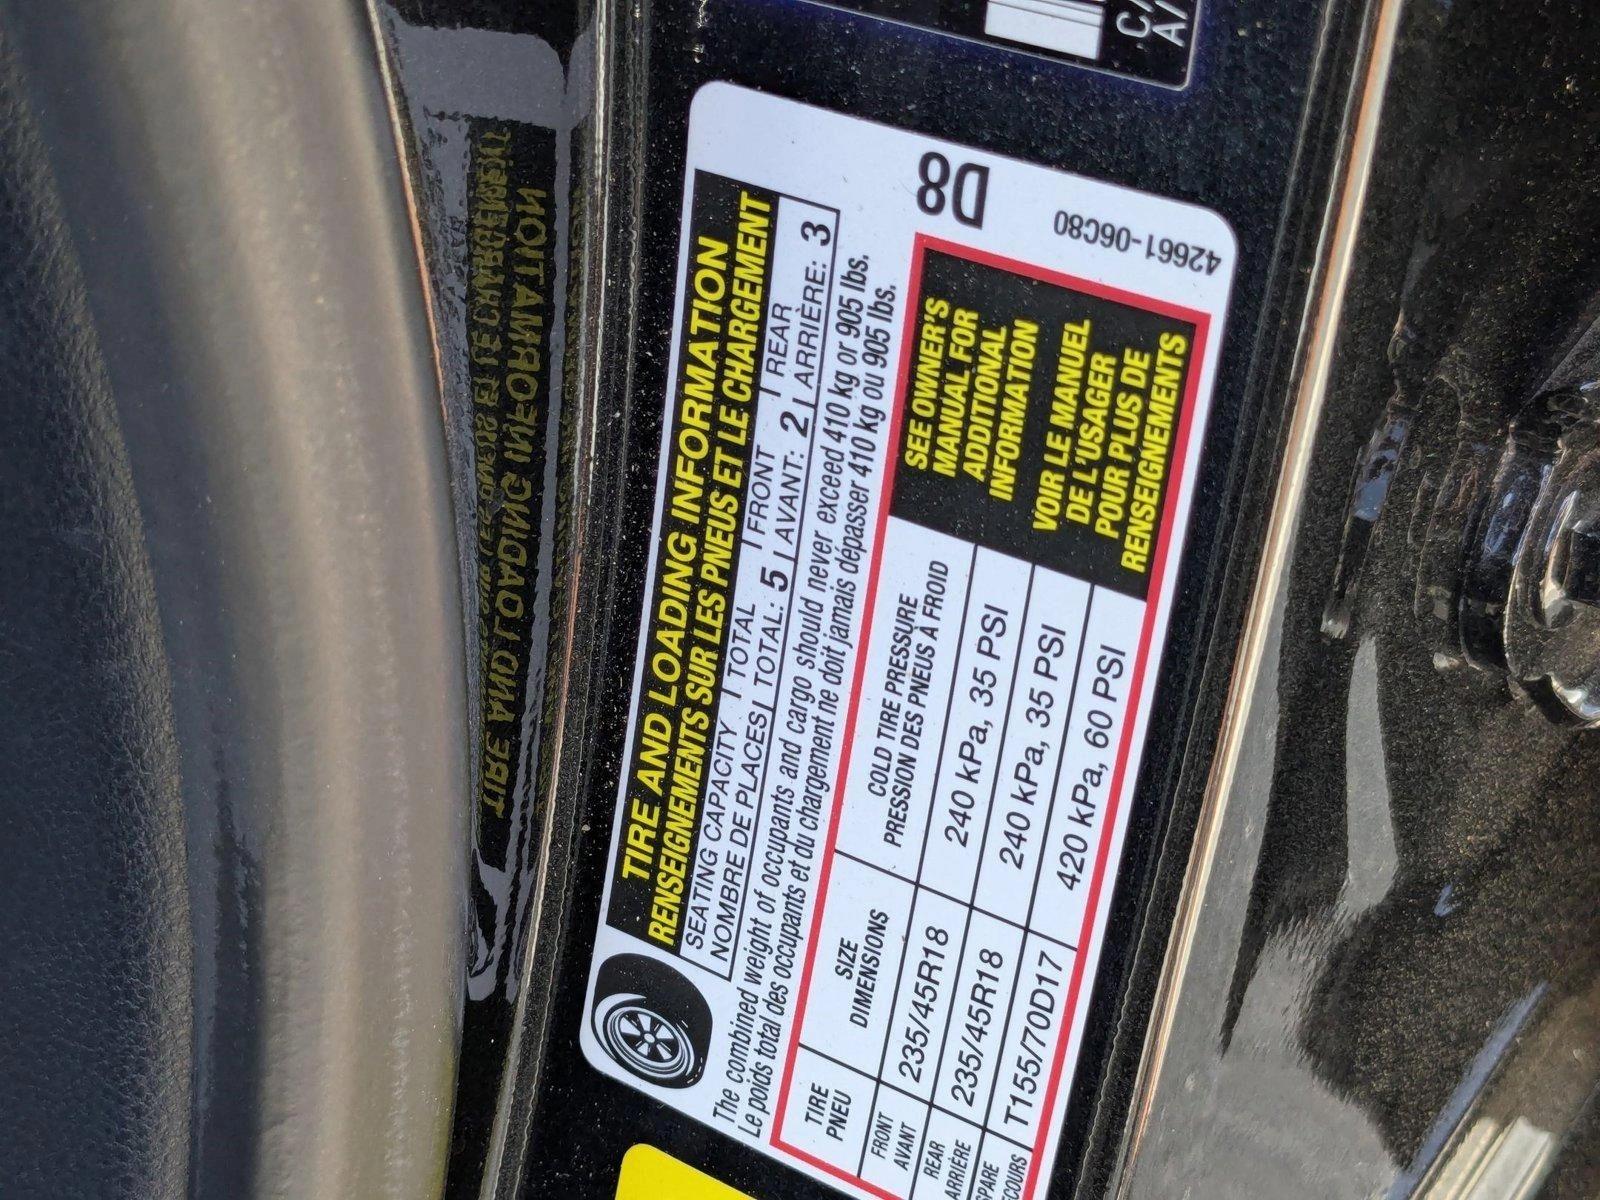 TIRE AND LOADING INFORMATION
RENSEIGNEMENTS SUR LES PNEUS ET LE CHARGEMENT
SEATING CAPACITY | TOTAL | FRONT | REAR
NOMBRE DE PLACES | TOTAL: 5 | AVANT: 2 | ARRIÈRE: 3
The combined weight of occupants and cargo should never exceed 410 kg or 905 lbs.
Le poids total des occupants et du chargement ne doit jamais dépasser 410 kg ou 905 lbs.
TIRE SIZE COLD TIRE PRESSURE
PNEU DIMENSIONS PRESSION DES PNEUS À FROID
FRONT
AVANT 235/45R18 240 kPa, 35 PSI
REAR
ARRIÈRE 235/45R18 240 kPa, 35 PSI
PARE
COURS T155/70D17 420 kPa, 60 PSI
SEE OWNER'S
MANUAL FOR
ADDITIONAL
INFORMATION
VOIR LE MANUEL
DE L'USAGER
POUR PLUS DE
RENSEIGNEMENTS
D8
42661-06C80
C/
A/
TIRE AND LOADING INFORMATION